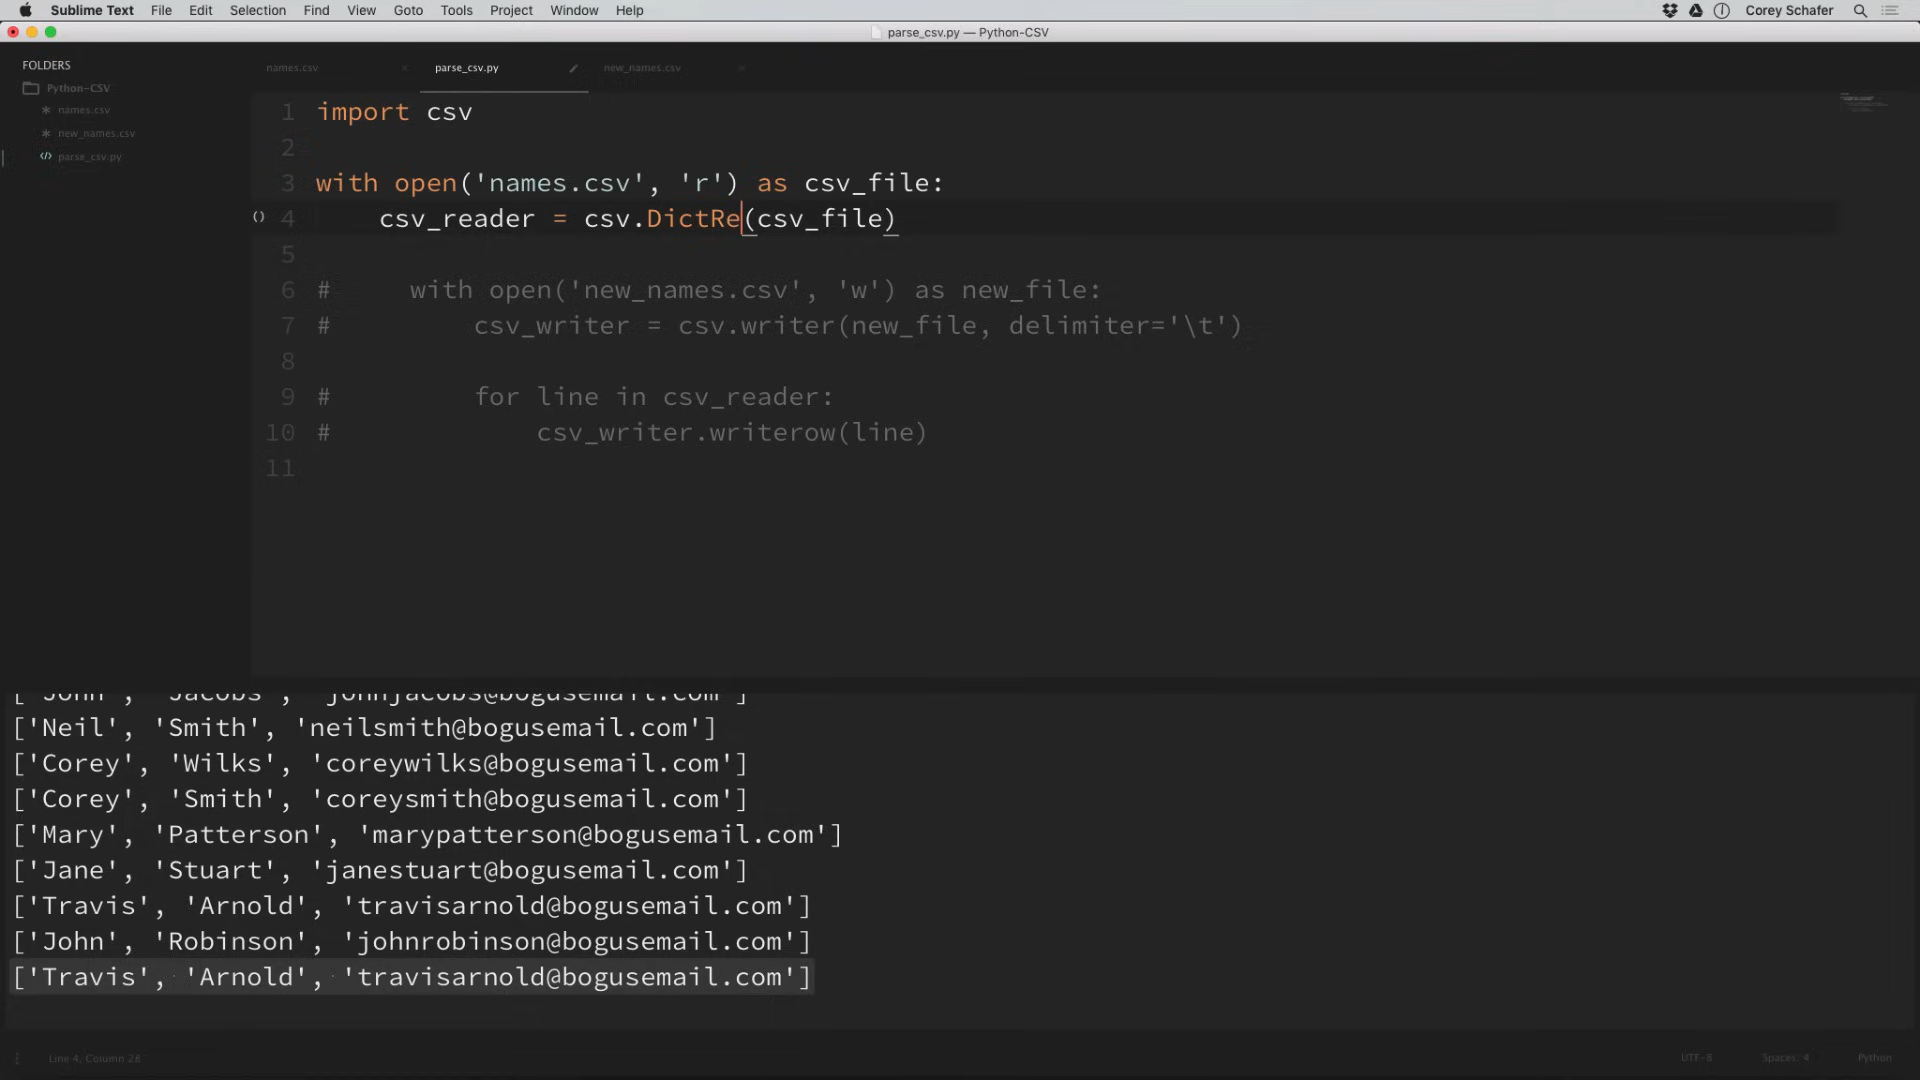 Sublime Text File Edit Selection Find View Goto Tools Project Window Help Corey Schafer
parse_csv.py — Python-CSV
FOLDERS
Python-CSV
names.csv
new_names.csv
parse_csv.py
names.csv parse_csv.py new_names.csv
1 import csv
2
3 with open('names.csv', 'r') as csv_file:
4 csv_reader = csv.DictRe(csv_file)
5
6 # with open('new_names.csv', 'w') as new_file:
7 # csv_writer = csv.writer(new_file, delimiter='\t')
8
9 # for line in csv_reader:
10 # csv_writer.writerow(line)
11
['John', 'Jacobs', 'johnjacobs@bogusemail.com']
['Neil', 'Smith', 'neilsmith@bogusemail.com']
['Corey', 'Wilks', 'coreywilks@bogusemail.com']
['Corey', 'Smith', 'coreysmith@bogusemail.com']
['Mary', 'Patterson', 'marypatterson@bogusemail.com']
['Jane', 'Stuart', 'janestuart@bogusemail.com']
['Travis', 'Arnold', 'travisarnold@bogusemail.com']
['John', 'Robinson', 'johnrobinson@bogusemail.com']
['Travis', 'Arnold', 'travisarnold@bogusemail.com']
Line 4, Column 28 UTF-8 Spaces: 4 Python